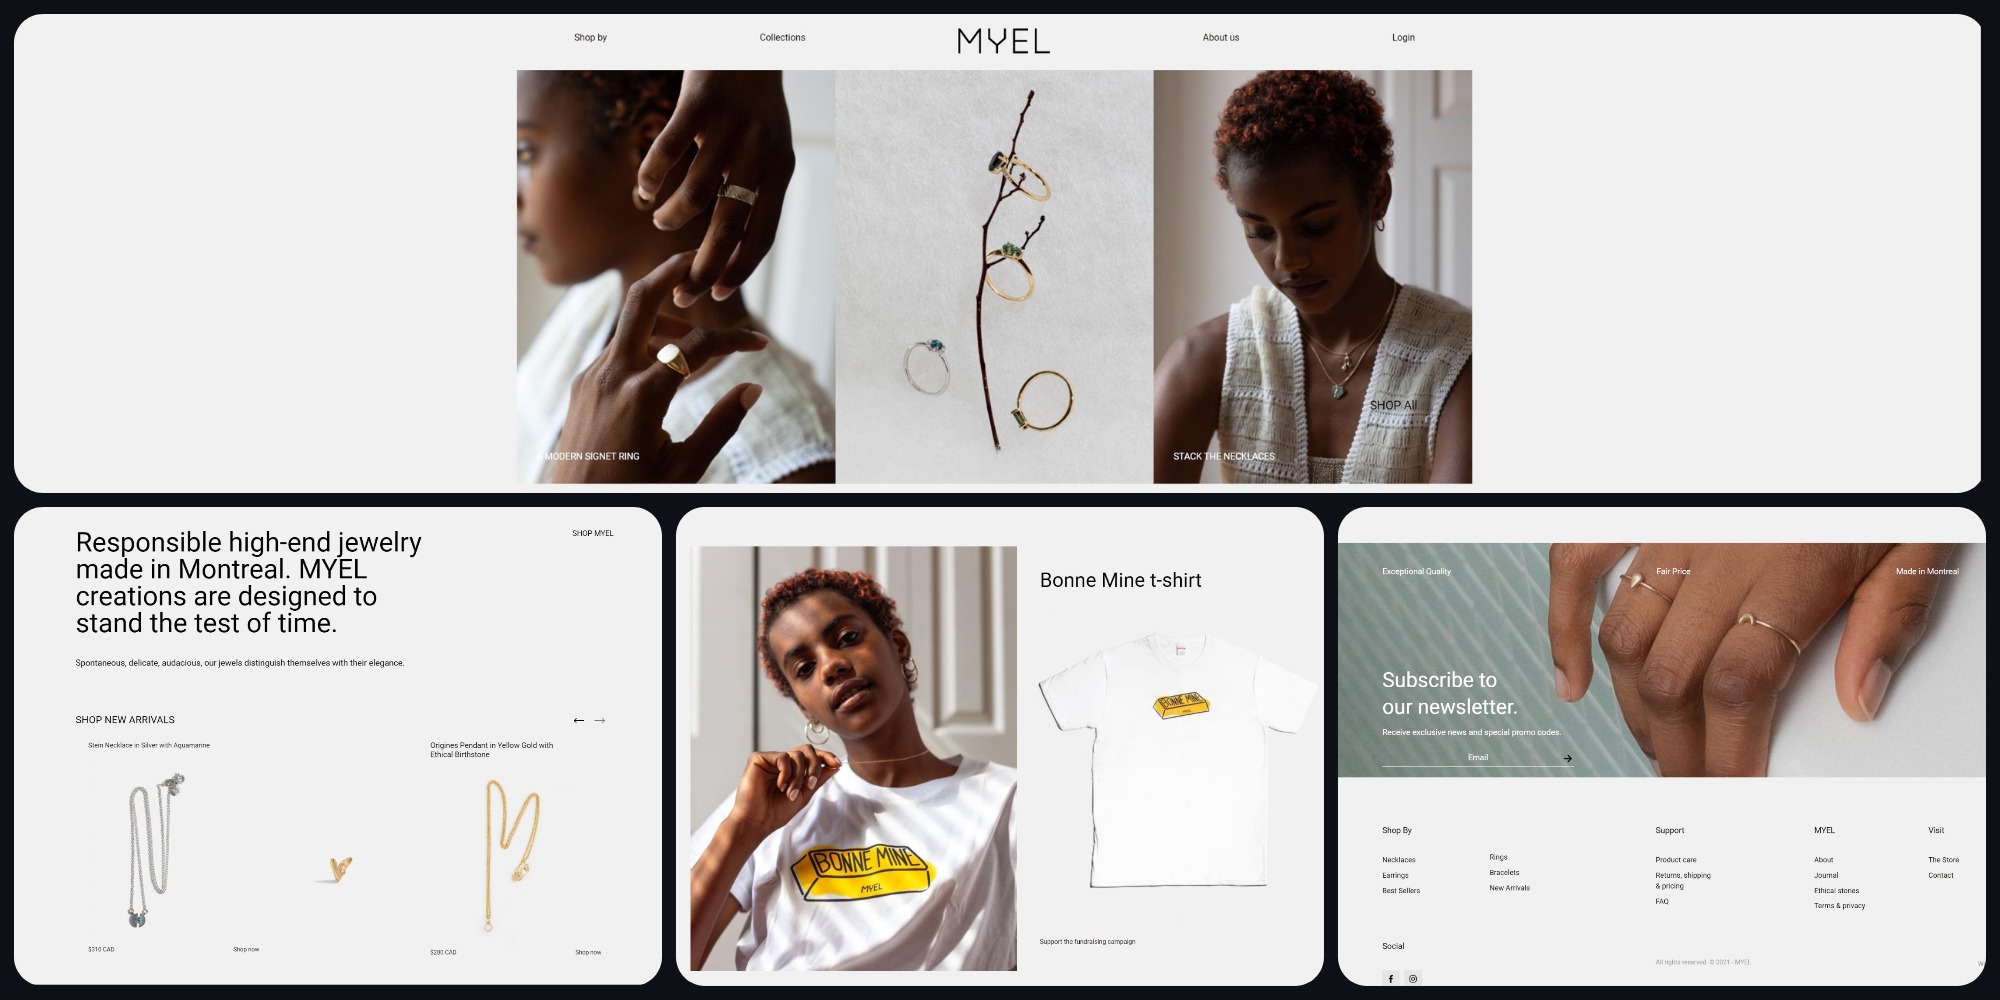 Shop by
Collections
MYEL
About us
Login
MODERN SIGNET RING
SHOP All
STACK THE NECKLACES
Responsible high-end jewelry
made in Montreal. MYEL
creations are designed to
stand the test of time.
SHOP MYEL
Spontaneous, delicate, audacious, our jewels distinguish themselves with their elegance.
SHOP NEW ARRIVALS
Stein Necklace in Silver with Aquamarine
$310 CAD
Shop now
Origines Pendant in Yellow Gold with
Ethical Birthstone
$280 CAD
Shop now
BONNE MINE
MYEL
Bonne Mine t-shirt
BONNE MINE
MYEL
Support the fundraising campaign
Exceptional Quality
Fair Price
Made in Montreal
Subscribe to
our newsletter.
Receive exclusive news and special promo codes.
Email
Shop By
Necklaces
Earrings
Best Sellers
Rings
Bracelets
New Arrivals
Support
Product care
Returns, shipping
& pricing
FAQ
MYEL
About
Journal
Ethical stones
Terms & privacy
Visit
The Store
Contact
Social
All rights reserved © 2021 - MYEL